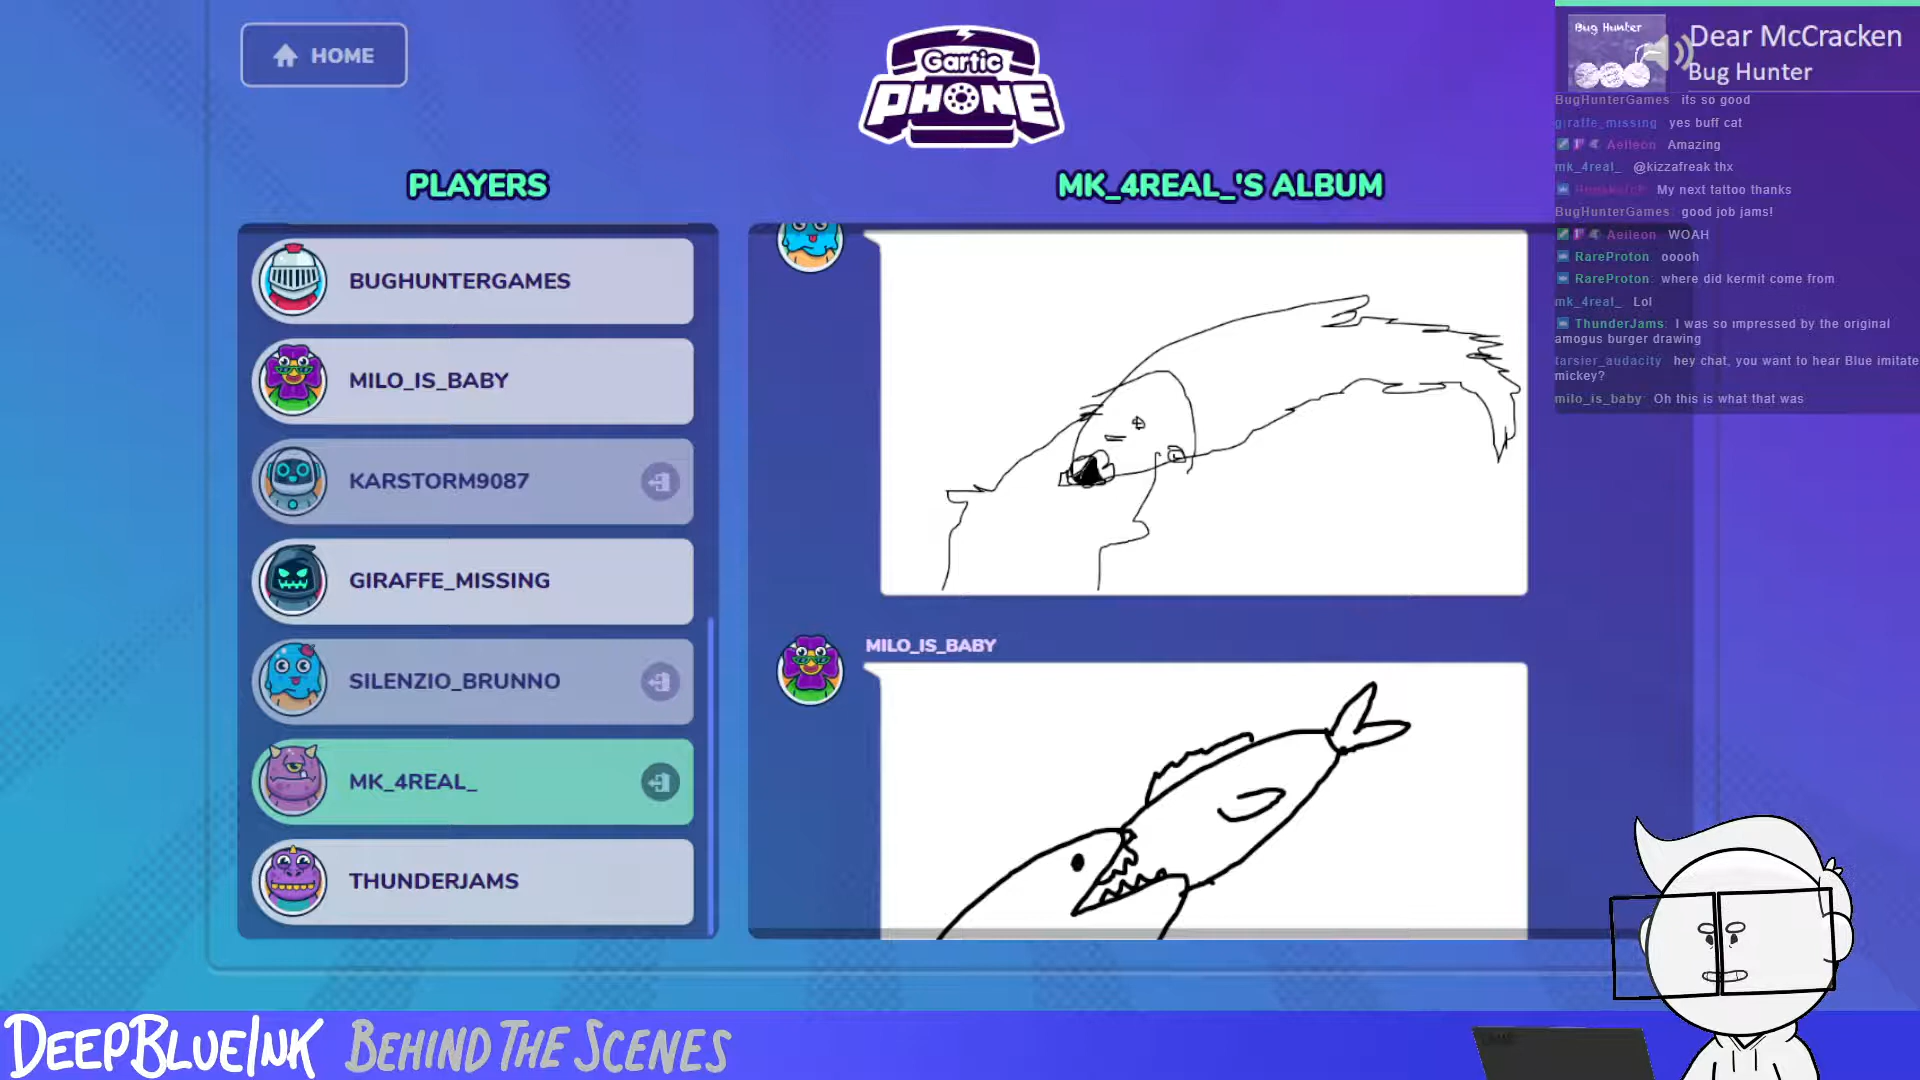 HOME
Gartic
PHONE
Bug Hunter
Dear McCracken
Bug Hunter
BugHunterGames its so good
giraffe_missing yes buff cat
Aeileon Amazing
mk_4real_ @kizzafreak thx
My next tattoo thanks
BugHunterGames: good job jams!
Aeileon WOAH
RareProton ooooh
RareProton: where did kermit come from
mk_4real_ Lol
ThunderJams: I was so impressed by the original
amogus burger drawing
tarsier_audacity hey chat, you want to hear Blue imitate
mickey?
milo_is_baby: Oh this is what that was
PLAYERS
BUGHUNTERGAMES
MILO_IS_BABY
KARSTORM9087
GIRAFFE_MISSING
SILENZIO_BRUNNO
MK_4REAL_
THUNDERJAMS
MK_4REAL_'S ALBUM
MILO_IS_BABY
DEEPBLUEINK BEHIND THE SCENES